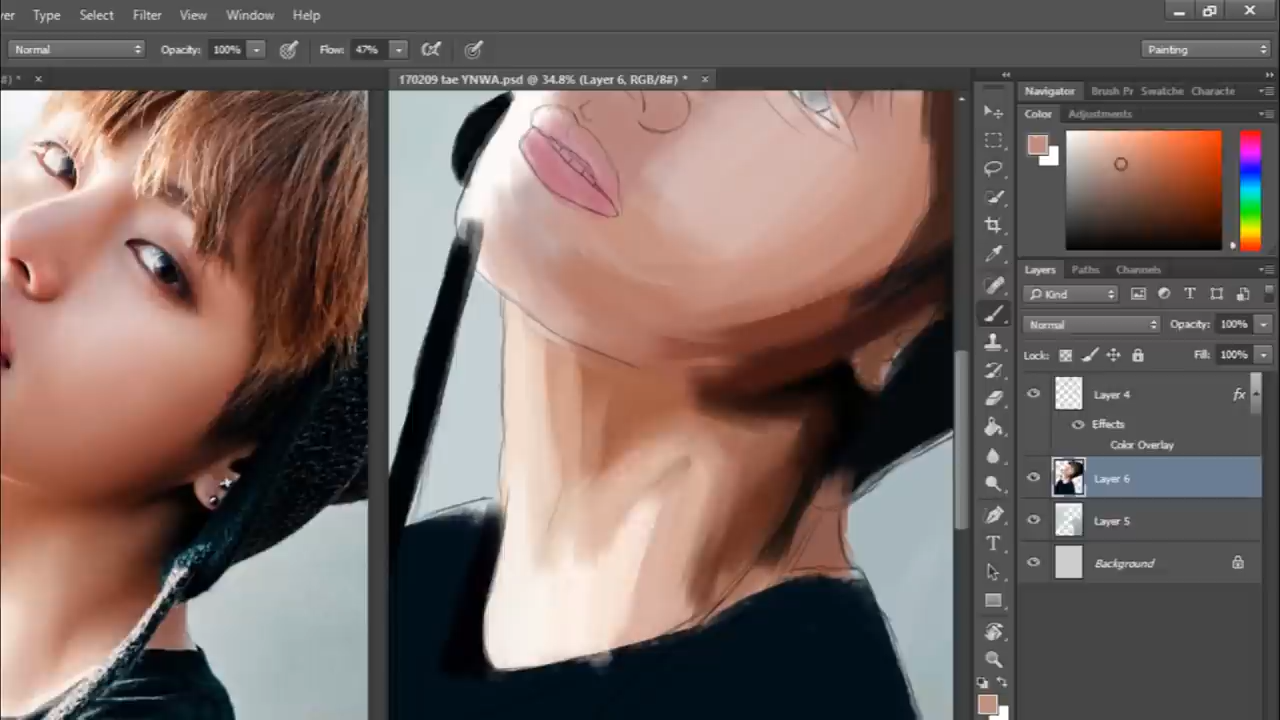 er Type Select Filter View Window Help
Normal Opacity: 100% Flow: 47% Painting
#) * × 170209 tae YNWA.psd @ 34.8% (Layer 6, RGB/8#) * ×
Navigator Brush Pr Swatche Characte
Color Adjustments
Layers Paths Channels
Kind T
Normal Opacity: 100%
Lock: Fill: 100%
Layer 4 fx
Effects
Color Overlay
Layer 6
Layer 5
T
Background